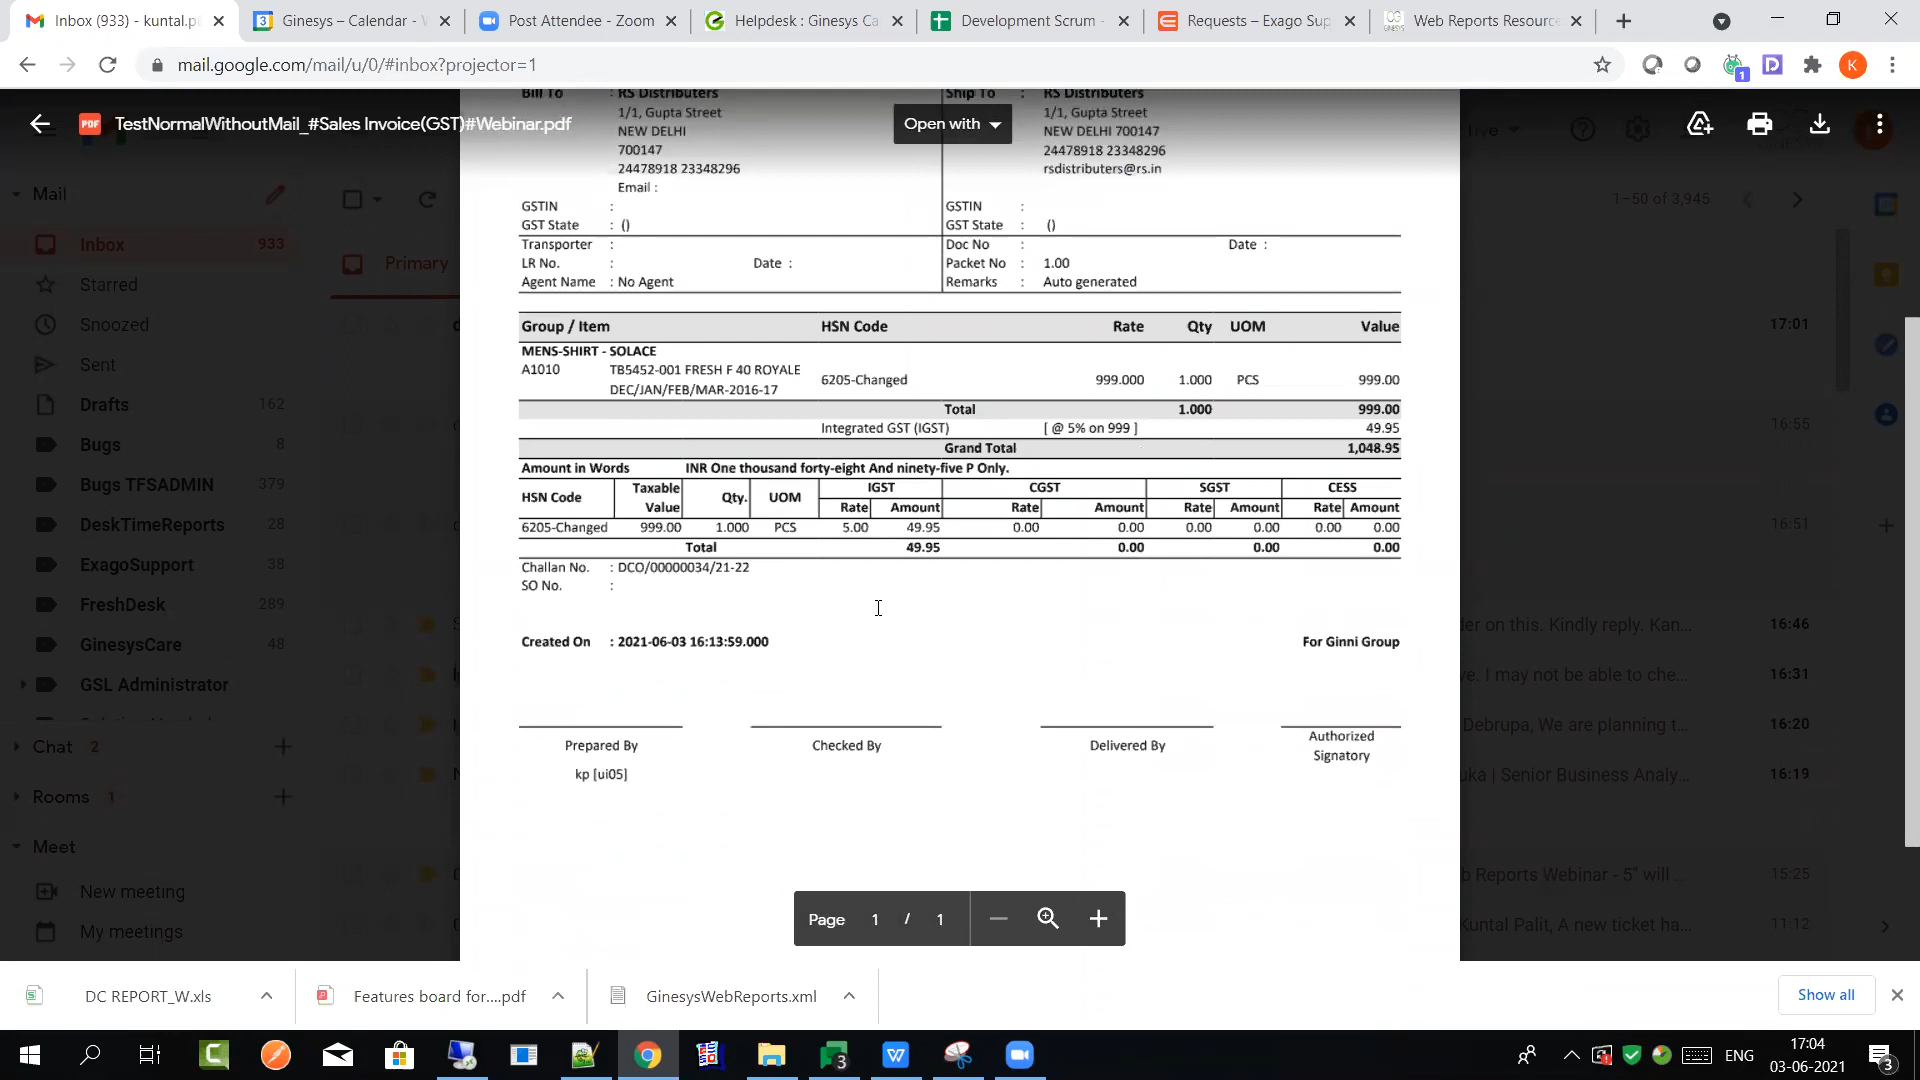 Inbox (933) - kuntal.p
Ginesys – Calendar -
Post Attendee - Zoom
Helpdesk : Ginesys Ca
Development Scrum -
Requests – Exago Sup
Web Reports Resource
mail.google.com/mail/u/0/#inbox?projector=1
PDF TestNormalWithoutMail_#Sales Invoice(GST)#Webinar.pdf
Open with
Mail
1–50 of 3,945
Inbox 933
Starred
Snoozed
Sent
Drafts 162
Bugs 8
Bugs TFSADMIN 379
DeskTimeReports 28
ExagoSupport 38
FreshDesk 289
GinesysCare 48
GSL Administrator
Chat 2
Rooms 1
Meet
New meeting
My meetings
Primary
Bill To : RS Distributers
1/1, Gupta Street
NEW DELHI
700147
24478918 23348296
Email :
GSTIN :
GST State : ()
Ship To : RS Distributers
1/1, Gupta Street
NEW DELHI 700147
24478918 23348296
rsdistributers@rs.in
GSTIN :
GST State : ()
Transporter :
LR No. : Date :
Agent Name : No Agent
Doc No : Date :
Packet No : 1.00
Remarks : Auto generated
Group / Item HSN Code Rate Qty UOM Value
MENS-SHIRT - SOLACE
A1010 TB5452-001 FRESH F 40 ROYALE
DEC/JAN/FEB/MAR-2016-17
6205-Changed 999.000 1.000 PCS 999.00
Total 1.000 999.00
Integrated GST (IGST) [ @ 5% on 999 ] 49.95
Grand Total 1,048.95
Amount in Words INR One thousand forty-eight And ninety-five P Only.
HSN Code Taxable Value Qty. UOM IGST CGST SGST CESS
Rate Amount Rate Amount Rate Amount Rate Amount
6205-Changed 999.00 1.000 PCS 5.00 49.95 0.00 0.00 0.00 0.00 0.00 0.00
Total 49.95 0.00 0.00 0.00
Challan No. : DCO/00000034/21-22
SO No. :
Created On : 2021-06-03 16:13:59.000
For Ginni Group
Prepared By
kp [ui05]
Checked By
Delivered By
Authorized
Signatory
17:01
16:55
16:51
er on this. Kindly reply. Kan... 16:46
ve. I may not be able to che... 16:31
Debrupa, We are planning t... 16:20
uka | Senior Business Analy... 16:19
b Reports Webinar - 5" will ... 15:25
Kuntal Palit, A new ticket ha... 11:12
Page 1 / 1
DC REPORT_W.xls
Features board for....pdf
GinesysWebReports.xml
Show all
ENG
17:04
03-06-2021
3